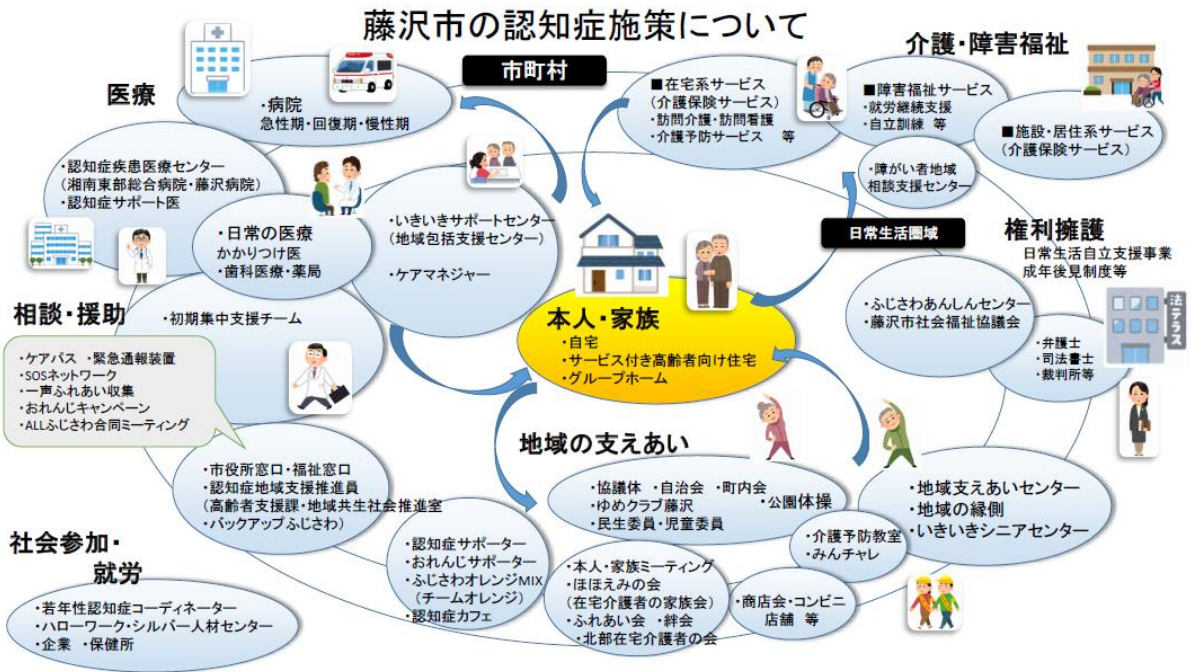 藤沢市の認知症施策について
市町村
医療
・病院
急性期・回復期・慢性期
・認知症疾患医療センター
(湘南東部総合病院・藤沢病院)
・認知症サポート医
・日常の医療
かかりつけ医
・歯科医療・薬局
・いきいきサポートセンター
(地域包括支援センター)
・ケアマネジャー
介護・障害福祉
■在宅系サービス
(介護保険サービス)
・訪問介護・訪問看護
・介護予防サービス 等
■障害福祉サービス
・就労継続支援
・自立訓練 等
■施設・居住系サービス
(介護保険サービス)
・障がい者地域
相談支援センター
日常生活圏域
権利擁護
日常生活自立支援事業
成年後見制度等
・ふじさわあんしんセンター
・藤沢市社会福祉協議会
法テラス
・弁護士
・司法書士
・裁判所等
本人・家族
・自宅
・サービス付き高齢者向け住宅
・グループホーム
相談・援助
・初期集中支援チーム
・ケアパス ・緊急通報装置
・SOSネットワーク
・一声ふれあい収集
・おれんじキャンペーン
・ALLふじさわ合同ミーティング
・市役所窓口・福祉窓口
・認知症地域支援推進員
(高齢者支援課・地域共生社会推進室
・バックアップふじさわ)
地域の支えあい
・協議体 ・自治会 ・町内会
・ゆめクラブ藤沢 ・公園体操
・民生委員・児童委員
・地域支えあいセンター
・地域の縁側
・いきいきシニアセンター
・介護予防教室
・みんチャレ
・認知症サポーター
・おれんじサポーター
・ふじさわオレンジMIX
(チームオレンジ)
・認知症カフェ
・本人・家族ミーティング
・ほほえみの会
(在宅介護者の家族会)
・ふれあい会 ・絆会
・北部在宅介護者の会
・商店会・コンビニ
店舗 等
社会参加・
就労
・若年性認知症コーディネーター
・ハローワーク・シルバー人材センター
・企業 ・保健所